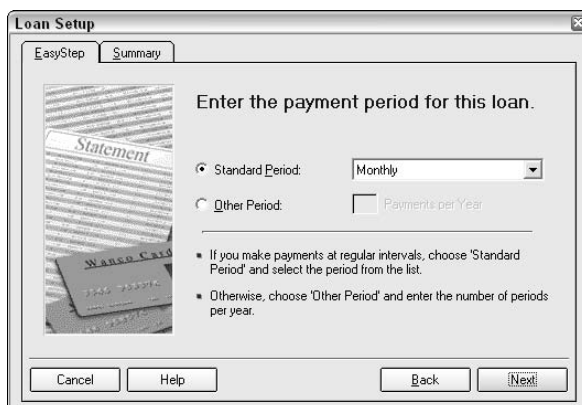 Loan Setup
EasyStep
Summary
Statement
Wanco Card
Enter the payment period for this loan.
Standard Period:
Monthly
Other Period:
Payments per Year
If you make payments at regular intervals, choose 'Standard
Period' and select the period from the list.
Otherwise, choose 'Other Period' and enter the number of periods
per year.
Cancel
Help
Back
Next